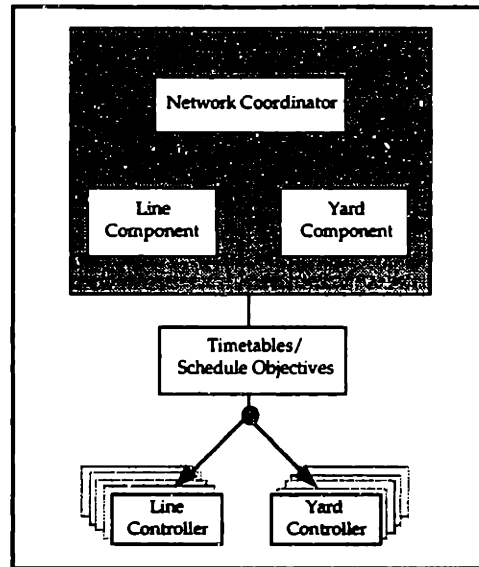 Network Coordinator
Line
Component
Yard
Component
Timetables/
Schedule Objectives
Line
Controller
Yard
Controller